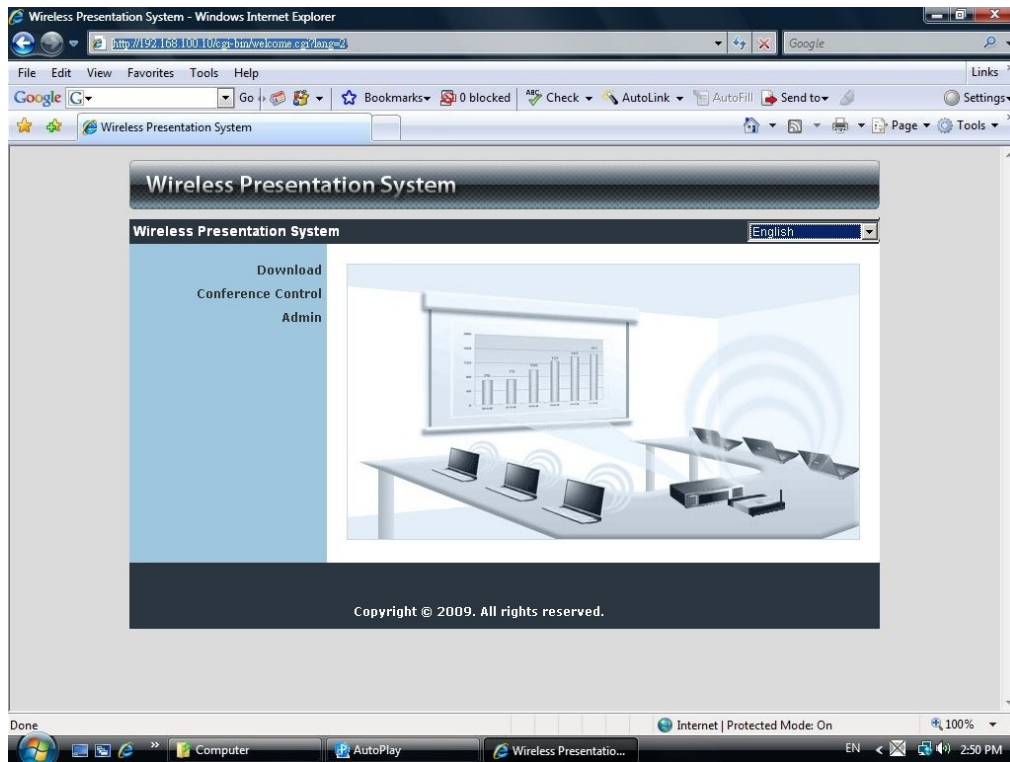 Wireless Presentation System - Windows Internet Explorer
http://192.168.100.10/cgi-bin/welcome.cgi?lang=2
Google
File Edit View Favorites Tools Help
Links
Google G Go Bookmarks 0 blocked ABC Check AutoLink AutoFill Send to Settings
Wireless Presentation System
Page Tools
Wireless Presentation System
Wireless Presentation System
English
Download
Conference Control
Admin
Copyright © 2009. All rights reserved.
Done
Internet | Protected Mode: On
100%
Computer
AutoPlay
Wireless Presentatio...
EN
2:50 PM